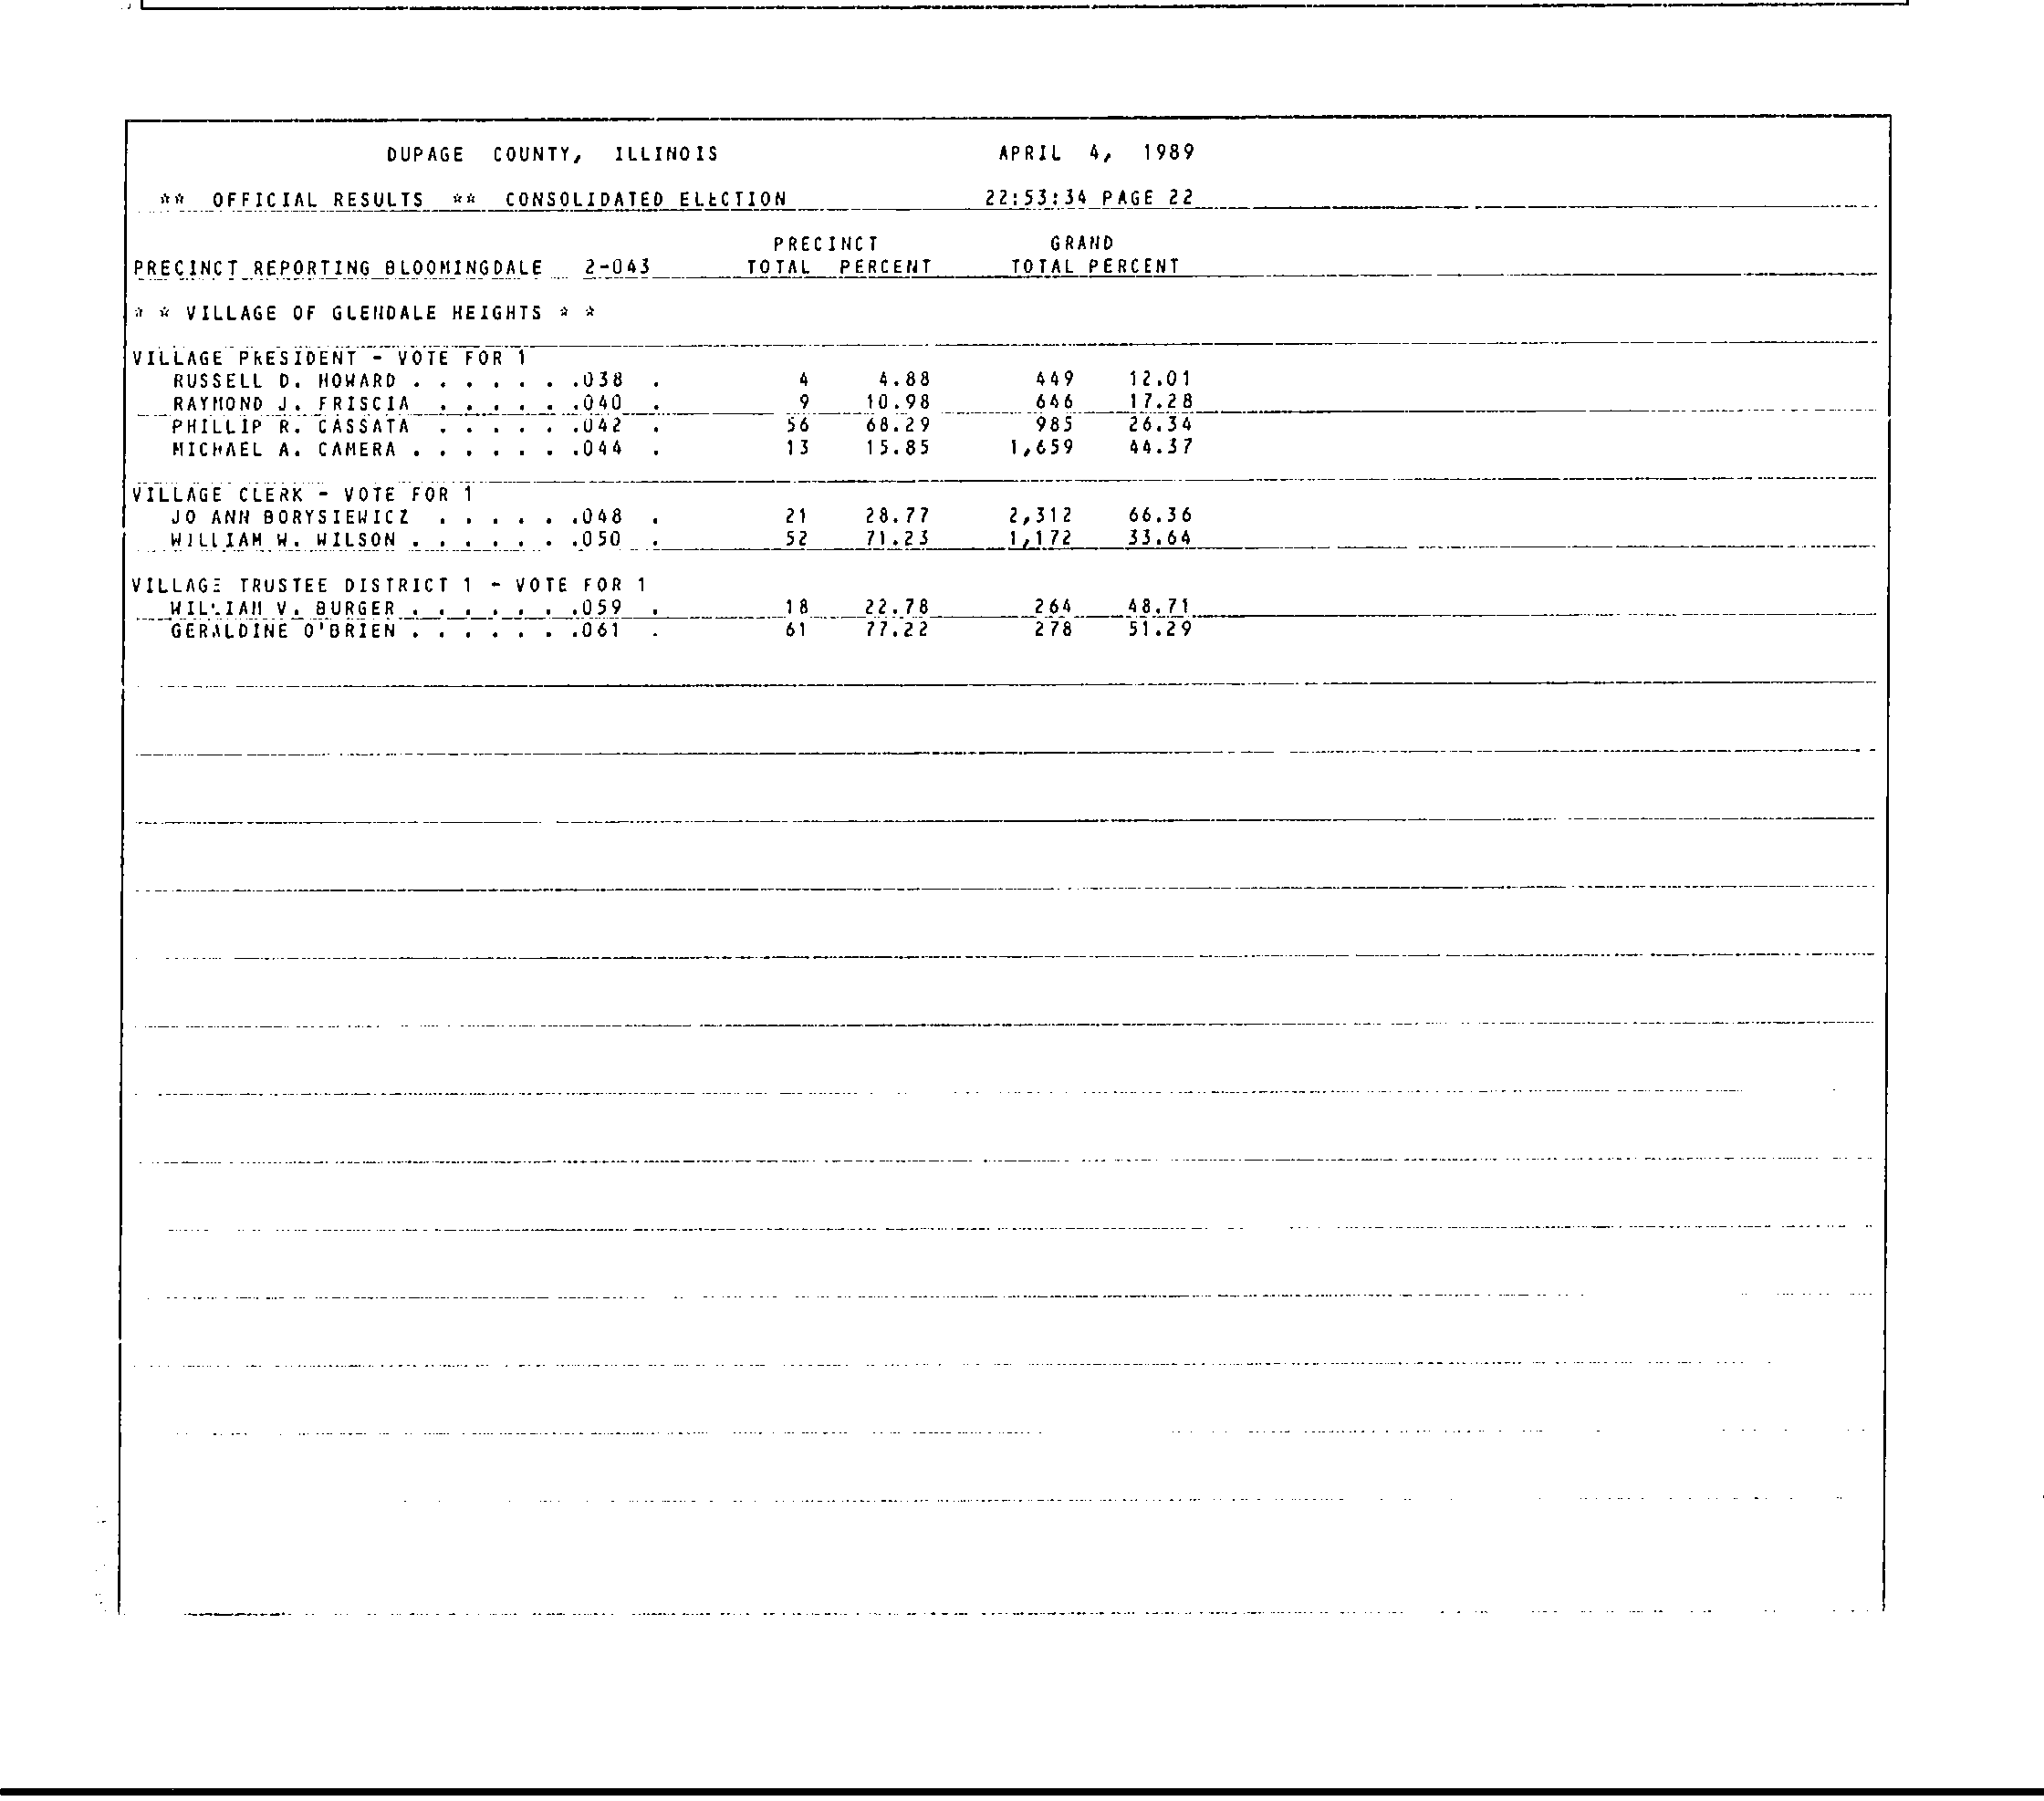 DUPAGE COUNTY, ILLINOIS APRIL 4, 1989
** OFFICIAL RESULTS ** CONSOLIDATED ELECTION 22:53:34 PAGE 22
PRECINCT GRAND
PRECINCT REPORTING BLOOMINGDALE 2-043 TOTAL PERCENT TOTAL PERCENT
* * VILLAGE OF GLENDALE HEIGHTS * *
VILLAGE PRESIDENT - VOTE FOR 1
RUSSELL D. HOWARD . . . . . . .038 . 4 4.88 449 12.01
RAYMOND J. FRISCIA . . . . . .040 . 9 10.98 646 17.28
PHILLIP R. CASSATA . . . . . .042 . 56 68.29 985 26.34
MICHAEL A. CAMERA . . . . . . .044 . 13 15.85 1,659 44.37
VILLAGE CLERK - VOTE FOR 1
JO ANN BORYSIEWICZ . . . . . .048 . 21 28.77 2,312 66.36
WILLIAM W. WILSON . . . . . . .050 . 52 71.23 1,172 33.64
VILLAGE TRUSTEE DISTRICT 1 - VOTE FOR 1
WILLIAM V. BURGER . . . . . . .059 . 18 22.78 264 48.71
GERALDINE O'BRIEN . . . . . . .061 . 61 77.22 278 51.29